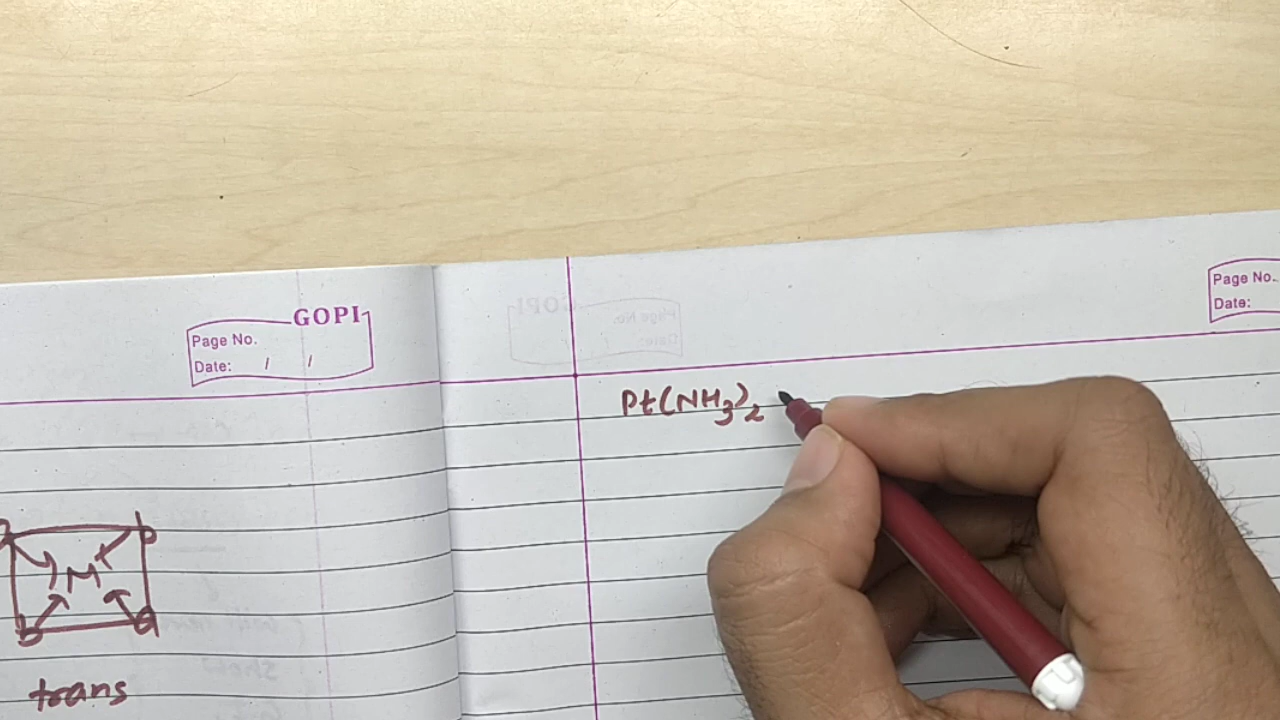 GOPI
Page No.
Date: / /
Page No.
Date:
Pt(NH3)2
b
M
b a
trans